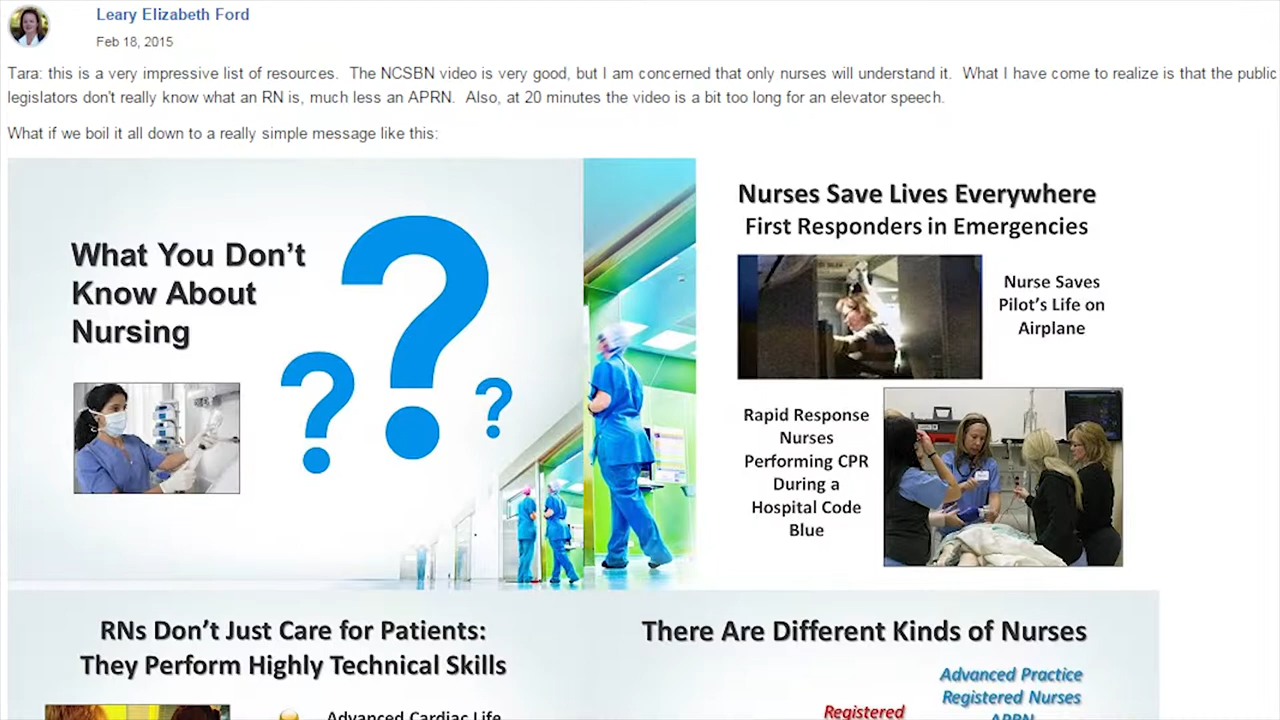 Leary Elizabeth Ford
Feb 18, 2015
Tara: this is a very impressive list of resources. The NCSBN video is very good, but I am concerned that only nurses will understand it. What I have come to realize is that the public
legislators don't really know what an RN is, much less an APRN. Also, at 20 minutes the video is a bit too long for an elevator speech.
What if we boil it all down to a really simple message like this:
What You Don't
Know About
Nursing
? ? ?
Nurses Save Lives Everywhere
First Responders in Emergencies
Nurse Saves
Pilot's Life on
Airplane
Rapid Response
Nurses
Performing CPR
During a
Hospital Code
Blue
RNs Don't Just Care for Patients:
They Perform Highly Technical Skills
Advanced Cardiac Life
There Are Different Kinds of Nurses
Advanced Practice
Registered Nurses
APRN
Registered